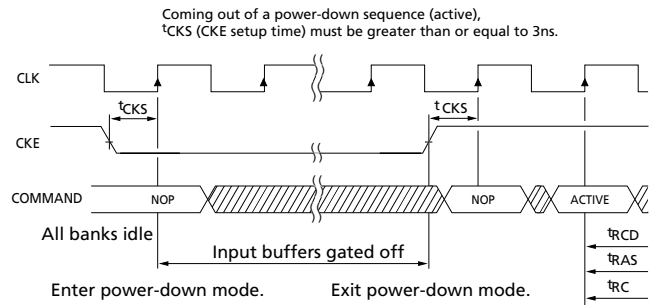 Coming out of a power-down sequence (active),
tCKS (CKE setup time) must be greater than or equal to 3ns.
CLK
tCKS
tCKS
CKE
COMMAND
NOP
NOP
ACTIVE
All banks idle
Input buffers gated off
tRCD
tRAS
tRC
Enter power-down mode.
Exit power-down mode.